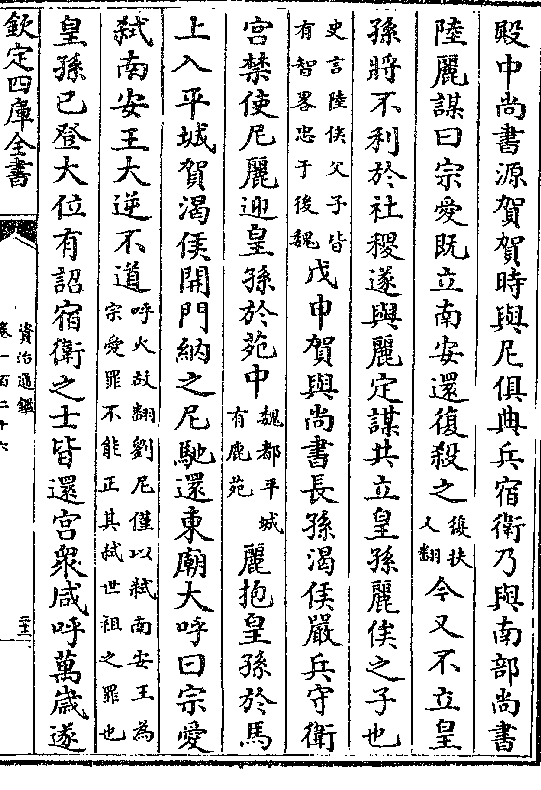 殿中尚書源賀賀時與尼俱典兵宿衛乃與南部尚書
陸麗謀曰宗愛既立南安還復殺之復扶又翻今又不立皇
孫將不利於社稷遂與麗定謀共立皇孫麗俟之子也
史言陸俟父子皆有智畧忠于後魏戊申賀與尚書長孫渴侯嚴兵守衛
宮禁使尼麗迎皇孫於苑中魏都平城有鹿苑麗抱皇孫於馬
上入平城賀渴侯開門納之尼馳還東廟大呼曰宗愛
弑南安王大逆不道呼火故翻劉尼僅以弑南安王為宗愛罪不能正其弑世祖之罪也
皇孫已登大位有詔宿衛之士皆還宮衆咸呼萬歳遂
欽定四庫全書
資治通鑑
卷一百二十六